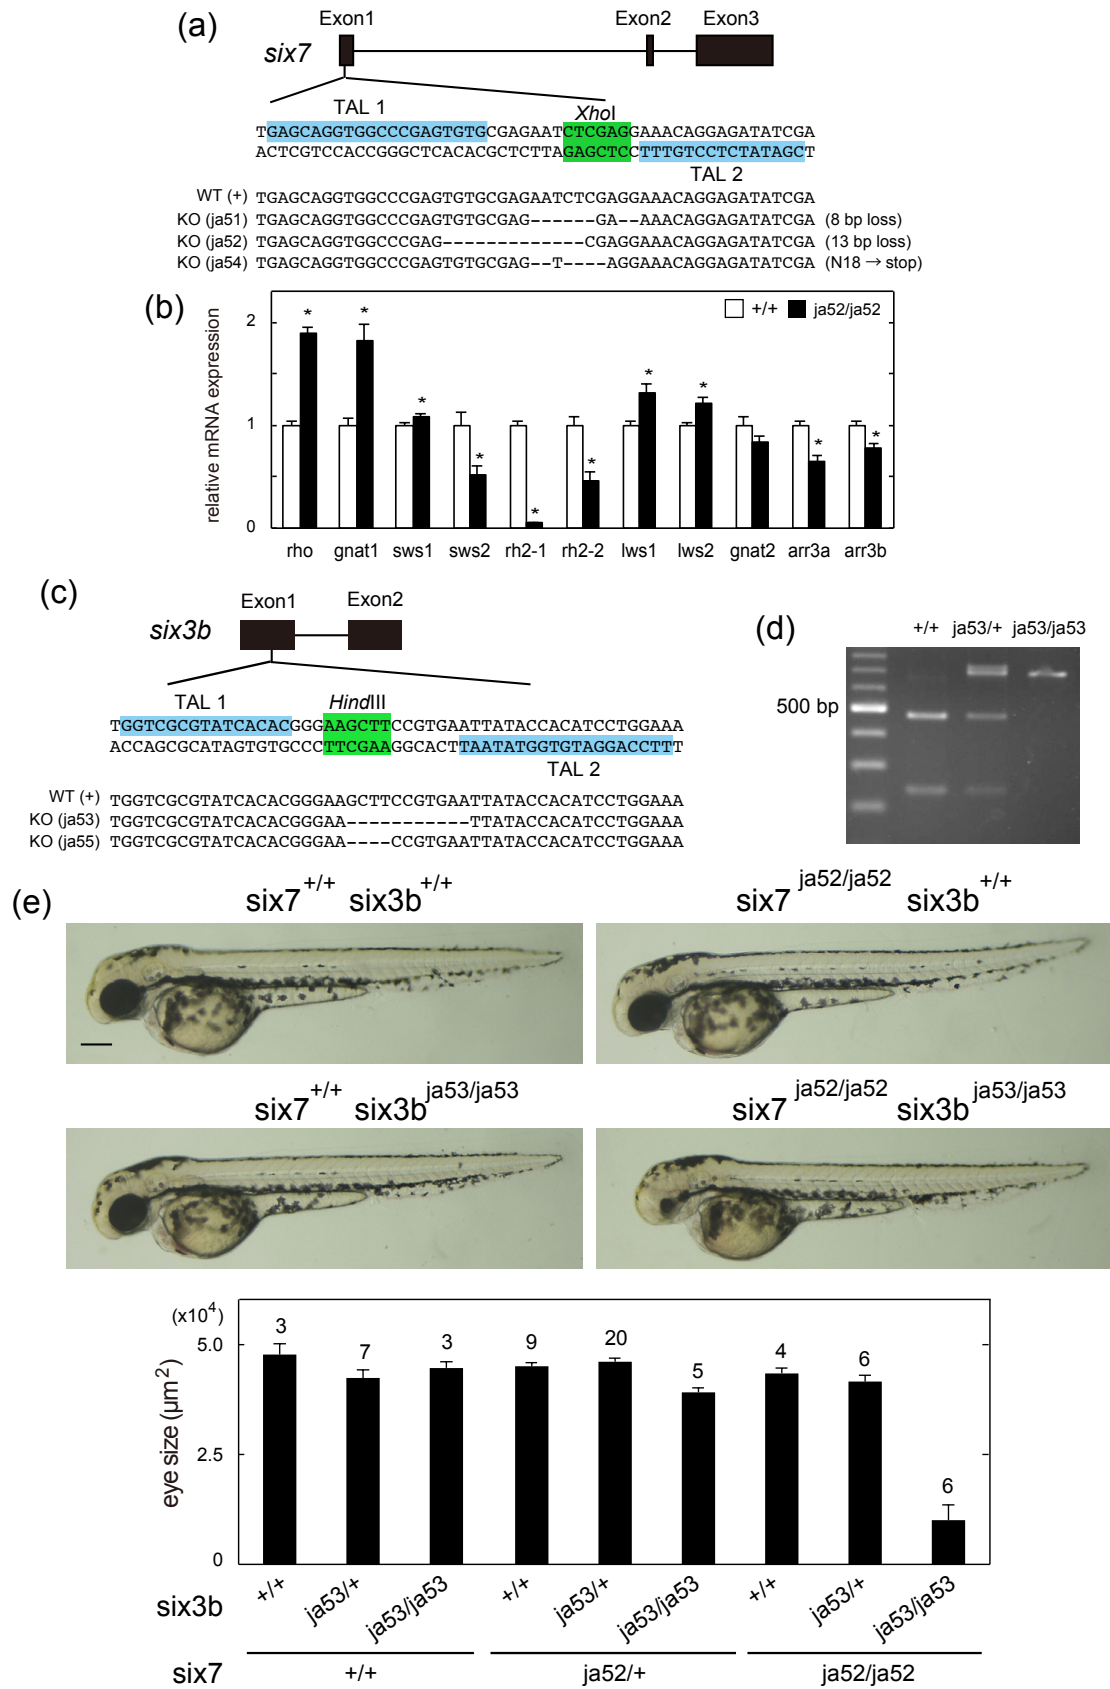 (a)
Exon1 Exon2 Exon3
six7
TAL 1
XhoI
TGAGCAGGTGGCCCGAGTGTGCGAGAATCTCGAGGAAACAGGAGATATCGA
ACTCGTCCACCGGGCTCACACGCTCTTAGAGCTCCTTTGTCCTCTATAGCT
TAL 2
WT (+) TGAGCAGGTGGCCCGAGTGTGCGAGAATCTCGAGGAAACAGGAGATATCGA
KO (ja51) TGAGCAGGTGGCCCGAGTGTGCGAG------GA--AAACAGGAGATATCGA (8 bp loss)
KO (ja52) TGAGCAGGTGGCCCGAG-------------CGAGGAAACAGGAGATATCGA (13 bp loss)
KO (ja54) TGAGCAGGTGGCCCGAGTGTGCGAG--T----AGGAAACAGGAGATATCGA (N18 → stop)
(b)
relative mRNA expression
2
1
0
+/+ ja52/ja52
* * * * * * * * * *
rho gnat1 sws1 sws2 rh2-1 rh2-2 lws1 lws2 gnat2 arr3a arr3b
(c)
Exon1 Exon2
six3b
TAL 1 HindIII
TGGTCGCGTATCACACGGGAAGCTTCCGTGAATTATACCACATCCTGGAAA
ACCAGCGCATAGTGTGCCCTTCGAAGGCACTTAATATGGTGTAGGACCTTT
TAL 2
WT (+) TGGTCGCGTATCACACGGGAAGCTTCCGTGAATTATACCACATCCTGGAAA
KO (ja53) TGGTCGCGTATCACACGGGAA-----------TTATACCACATCCTGGAAA
KO (ja55) TGGTCGCGTATCACACGGGAA----CCGTGAATTATACCACATCCTGGAAA
(d)
+/+ ja53/+ ja53/ja53
500 bp
(e)
six7+/+ six3b+/+
six7ja52/ja52 six3b+/+
six7+/+ six3bja53/ja53
six7ja52/ja52 six3bja53/ja53
(x10⁴)
eye size (μm²)
5.0
2.5
0
3 7 3 9 20 5 4 6 6
six3b +/+ ja53/+ ja53/ja53 +/+ ja53/+ ja53/ja53 +/+ ja53/+ ja53/ja53
six7 +/+ ja52/+ ja52/ja52